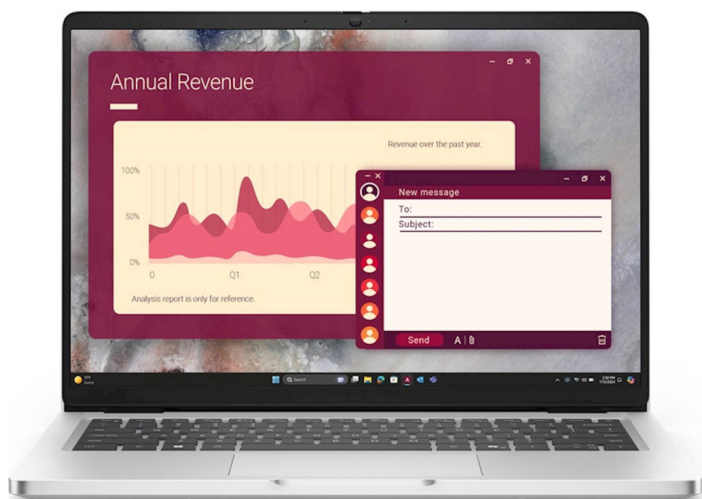 Annual Revenue
Revenue over the past year.
100%
50%
0%
0 Q1 Q2
Analysis report is only for reference.
New message
To:
Subject:
Send A
Search
Sunny